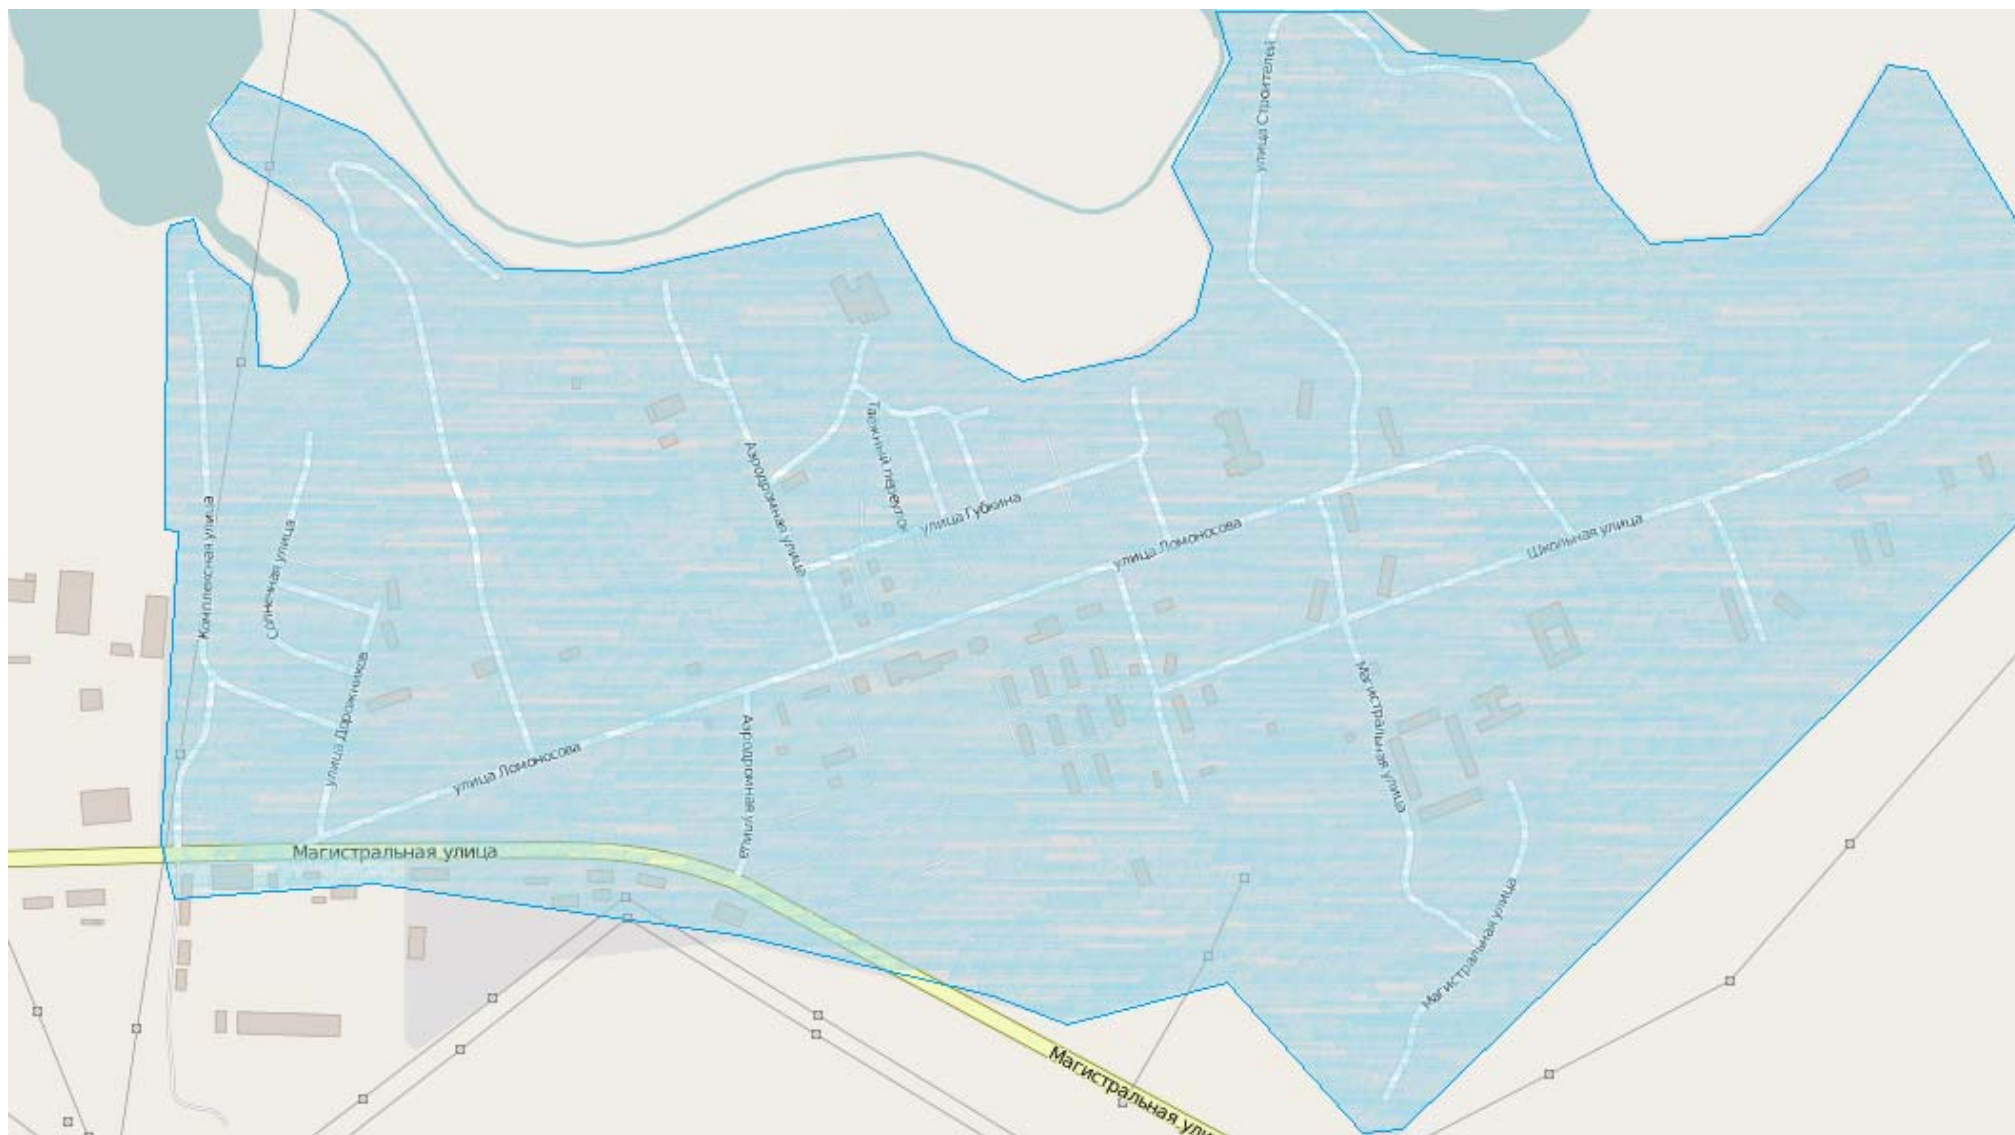 улица Строителей
Таёжный переулок
Аэродромная улица
улица Губкина
Комплексная улица
Солнечная улица
улица Ломоносова
Школьная улица
улица Дорожников
Магистральная улица
улица Ломоносова
Аэродромная улица
Магистральная улица
Магистральная улица
Магистральная ули